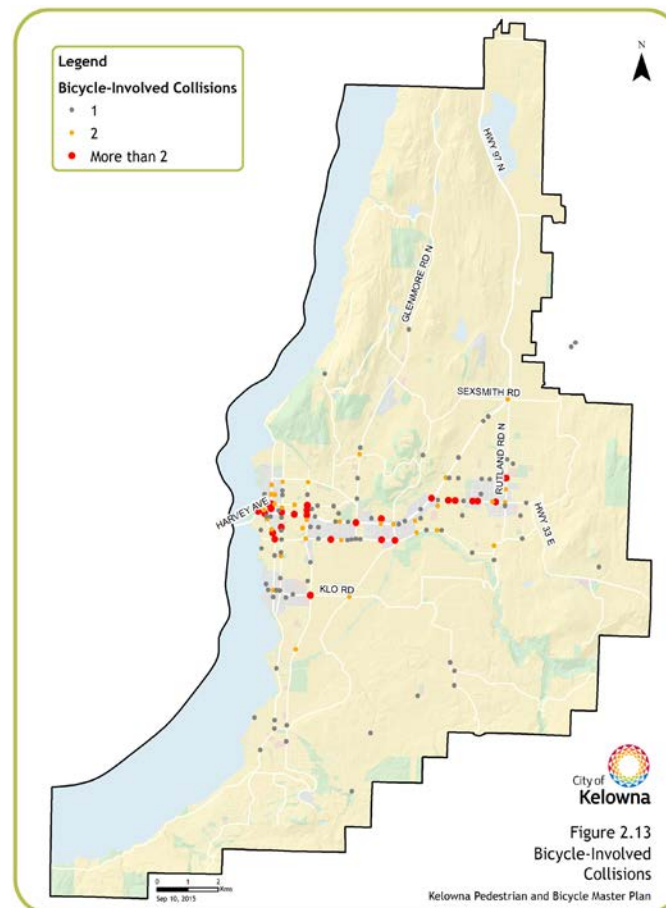 Legend
Bicycle-Involved Collisions
1
2
More than 2
N
HWY 97 N
GLENMORE RD N
SEXSMITH RD
RUTLAND RD N
HARVEY AVE
HWY 33 E
KLO RD
City of
Kelowna
Figure 2.13
Bicycle-Involved
Collisions
0 1 2
Kms
Sep 10, 2015
Kelowna Pedestrian and Bicycle Master Plan